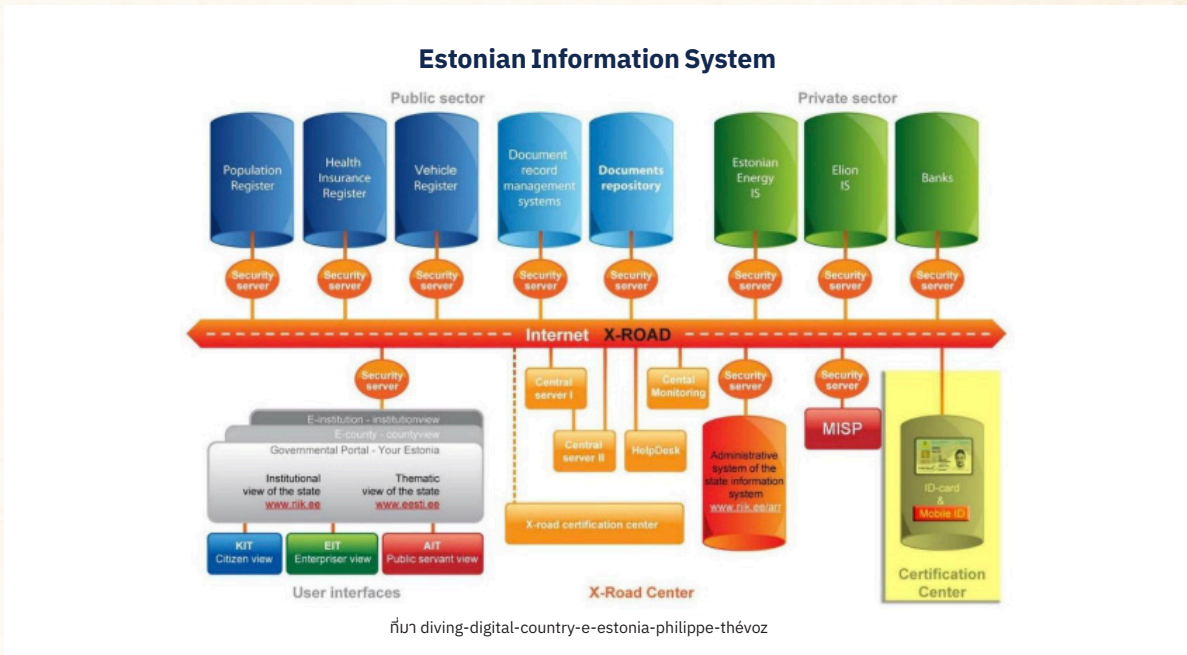 Estonian Information System
Public sector
Private sector
Population
Register
Health
Insurance
Register
Vehicle
Register
Document
record
management
systems
Documents
repository
Estonian
Energy
IS
Elion
IS
Banks
Security
server
Security
server
Security
server
Security
server
Security
server
Security
server
Security
server
Security
server
Internet X-ROAD
Security
server
Central
server I
Cental
Monitoring
Security
server
Security
server
E-institution - institutionview
E-county - countyview
Governmental Portal - Your Estonia
Institutional
view of the state
www.riik.ee
Thematic
view of the state
www.eesti.ee
Central
server II
HelpDesk
Administrative
system of the
state information
system
www.riik.ee/arr
MISP
ID-card
&
Mobile ID
X-road certification center
KIT
Citizen view
EIT
Enterpriser view
AIT
Public servant view
Certification
Center
User interfaces
X-Road Center
ที่มา diving-digital-country-e-estonia-philippe-thévoz